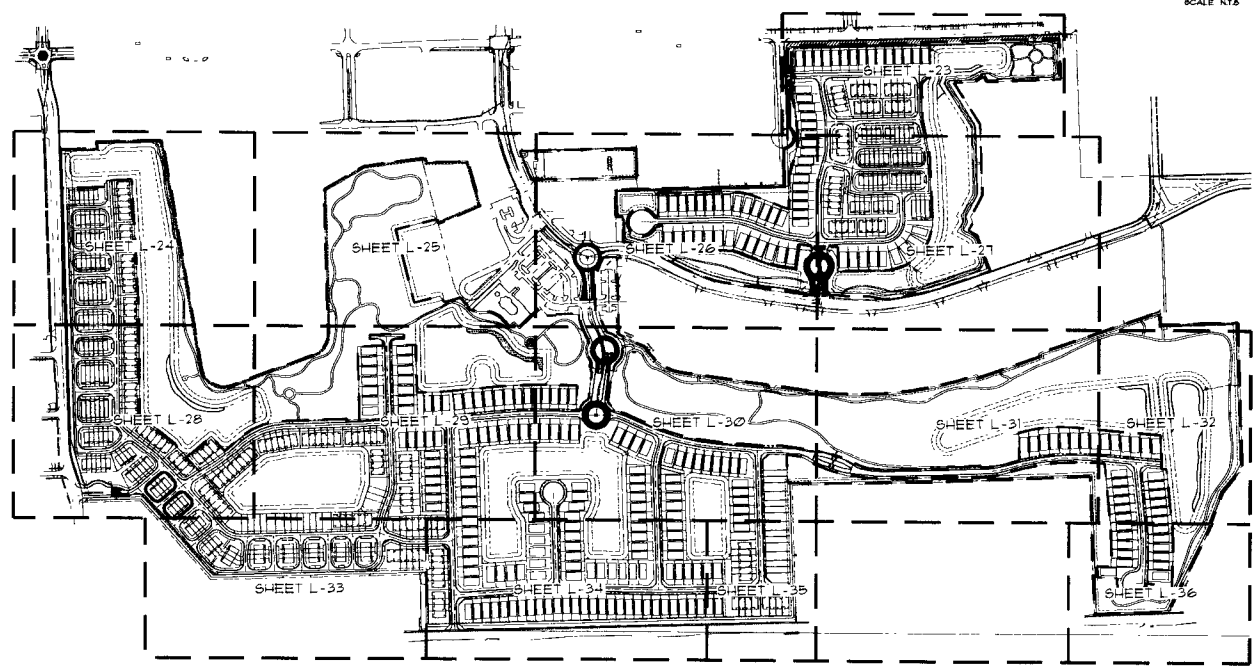 SCALE N.T.S
SHEET L-23
SHEET L-24
SHEET L-25
SHEET L-26
SHEET L-27
SHEET L-28
SHEET L-29
SHEET L-30
SHEET L-31
SHEET L-32
SHEET L-33
SHEET L-34
SHEET L-35
SHEET L-36